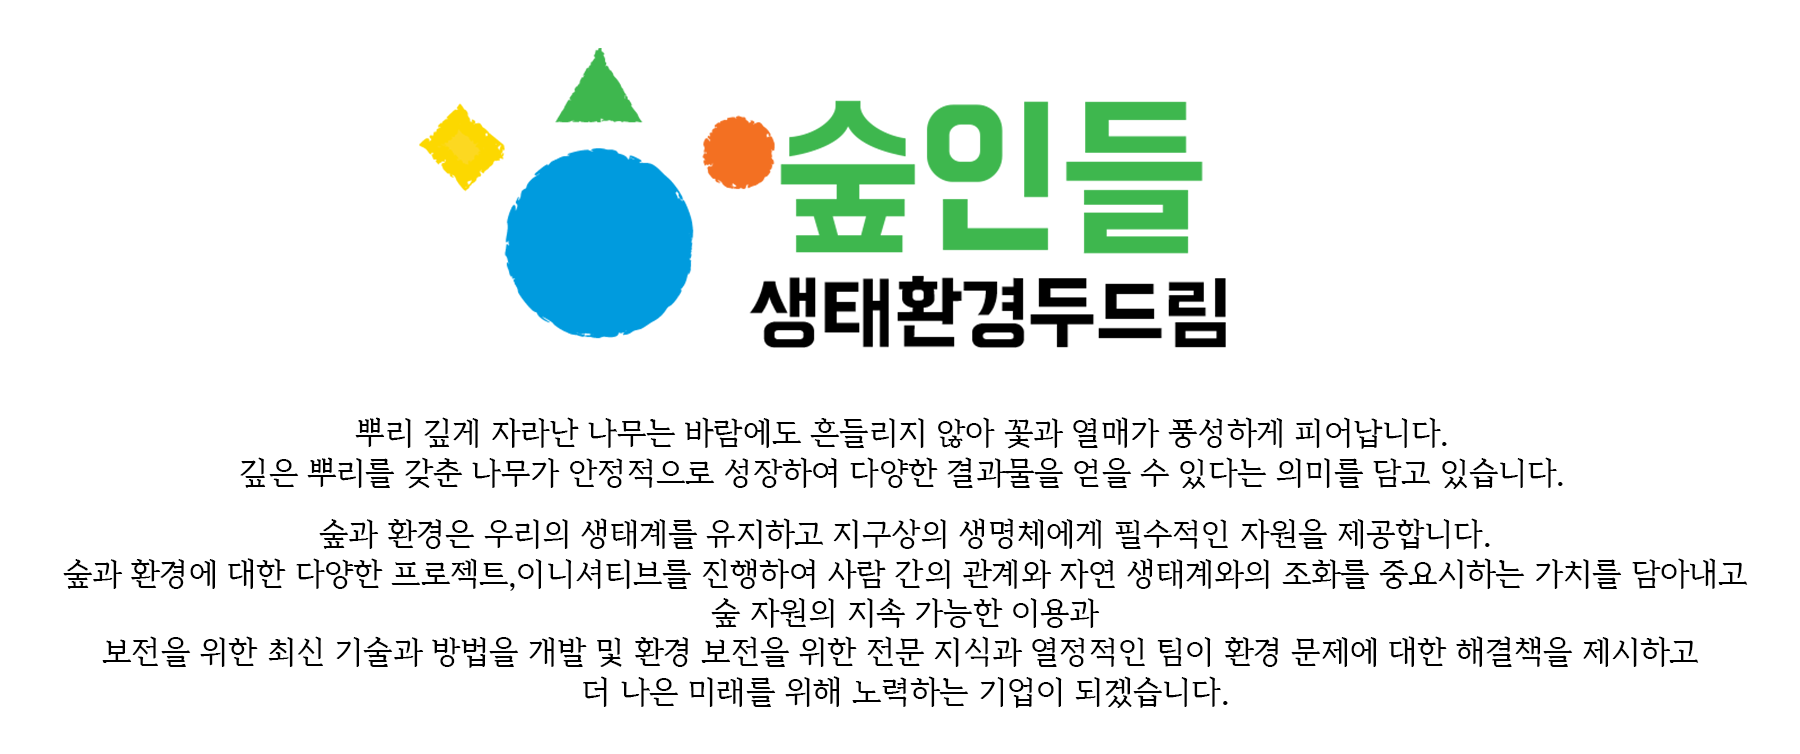 숲인들
생태환경두드림
뿌리 깊게 자라난 나무는 바람에도 흔들리지 않아 꽃과 열매가 풍성하게 피어납니다.
깊은 뿌리를 갖춘 나무가 안정적으로 성장하여 다양한 결과물을 얻을 수 있다는 의미를 담고 있습니다.
숲과 환경은 우리의 생태계를 유지하고 지구상의 생명체에게 필수적인 자원을 제공합니다.
숲과 환경에 대한 다양한 프로젝트,이니셔티브를 진행하여 사람 간의 관계와 자연 생태계와의 조화를 중요시하는 가치를 담아내고
숲 자원의 지속 가능한 이용과
보전을 위한 최신 기술과 방법을 개발 및 환경 보전을 위한 전문 지식과 열정적인 팀이 환경 문제에 대한 해결책을 제시하고
더 나은 미래를 위해 노력하는 기업이 되겠습니다.